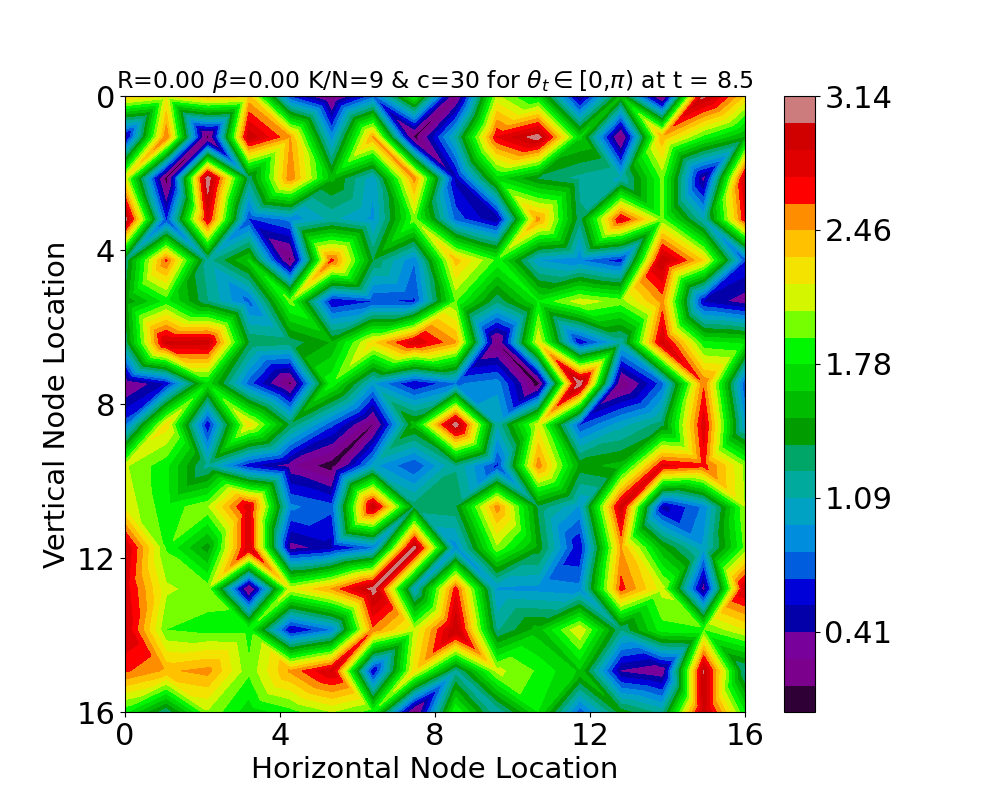 R=0.00 β=0.00 K/N=9 & c=30 for θ_t ∈ [0,π) at t = 8.5
0
4
8
12
16
Vertical Node Location
0 4 8 12 16
Horizontal Node Location
3.14
2.46
1.78
1.09
0.41